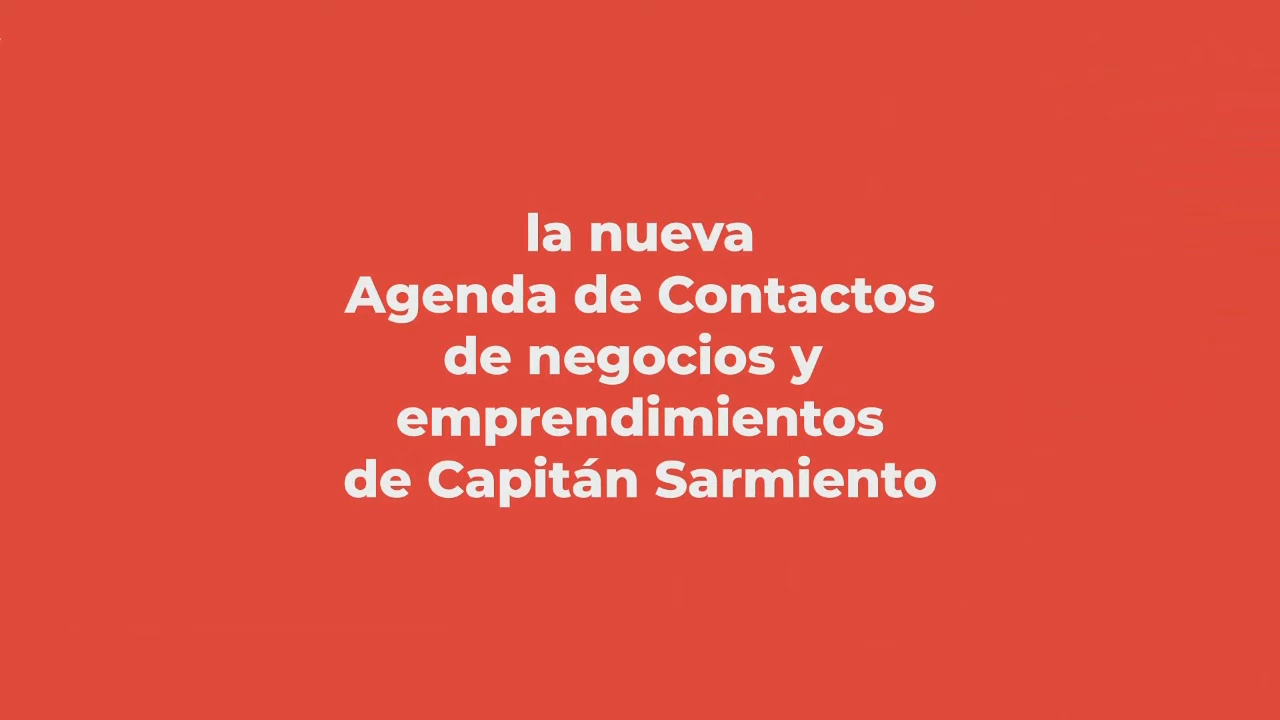 la nueva
Agenda de Contactos
de negocios y
emprendimientos
de Capitán Sarmiento